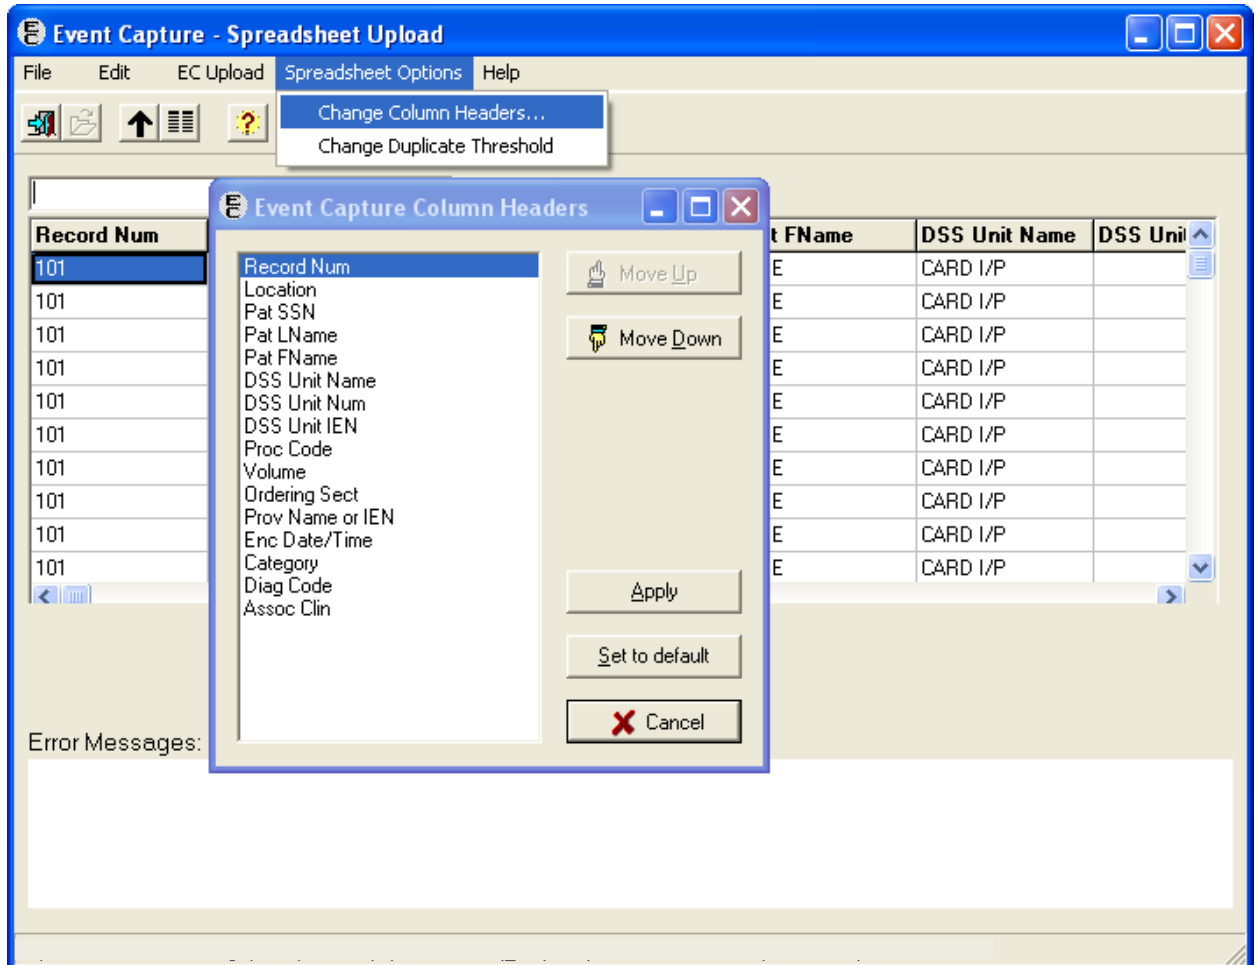 Event Capture - Spreadsheet Upload
File Edit EC Upload Spreadsheet Options Help
Change Column Headers...
Change Duplicate Threshold
Event Capture Column Headers
Record Num
Location
Pat SSN
Pat LName
Pat FName
DSS Unit Name
DSS Unit Num
DSS Unit IEN
Proc Code
Volume
Ordering Sect
Prov Name or IEN
Enc Date/Time
Category
Diag Code
Assoc Clin
Move Up
Move Down
Apply
Set to default
Cancel
Record Num t FName DSS Unit Name DSS Uni
101 E CARD I/P
101 E CARD I/P
101 E CARD I/P
101 E CARD I/P
101 E CARD I/P
101 E CARD I/P
101 E CARD I/P
101 E CARD I/P
101 E CARD I/P
101 E CARD I/P
Error Messages: